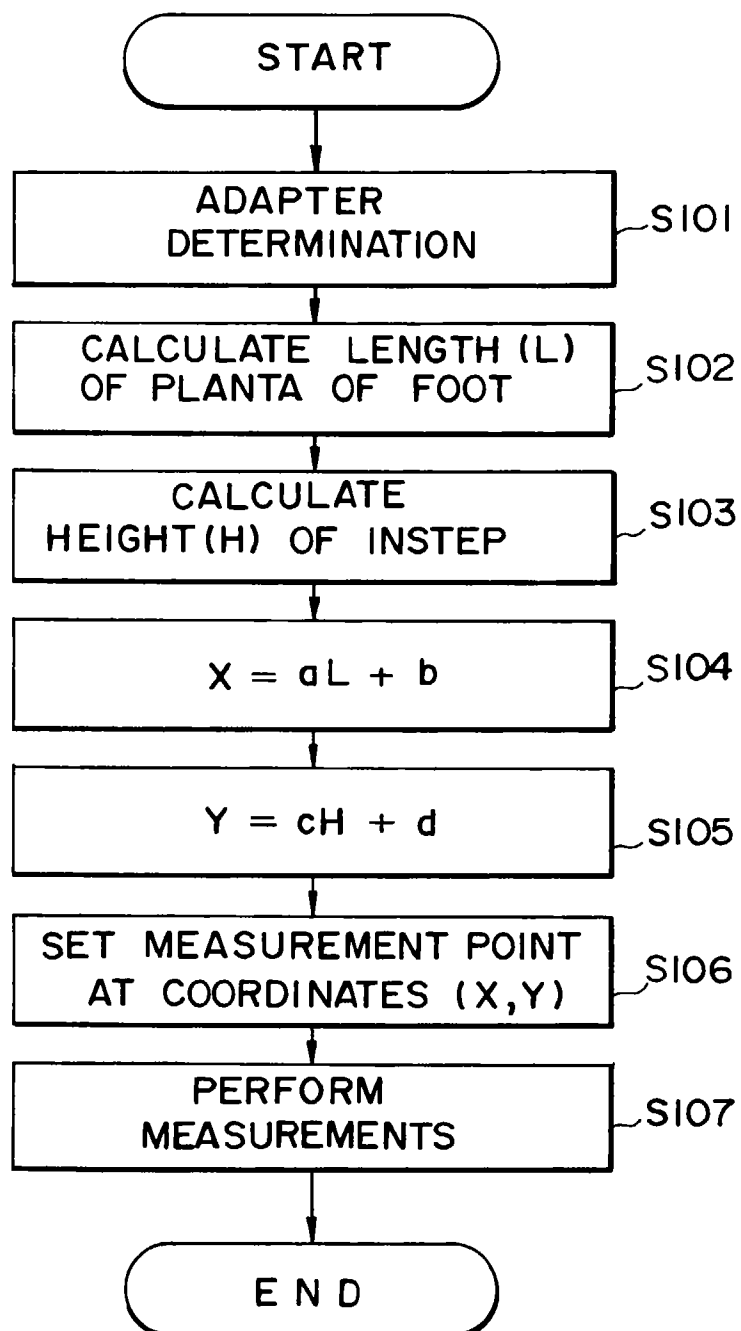 START
ADAPTER
DETERMINATION
S101
CALCULATE LENGTH (L)
OF PLANTA OF FOOT
S102
CALCULATE
HEIGHT (H) OF INSTEP
S103
X = aL + b
S104
Y = cH + d
S105
SET MEASUREMENT POINT
AT COORDINATES (X,Y)
S106
PERFORM
MEASUREMENTS
S107
END